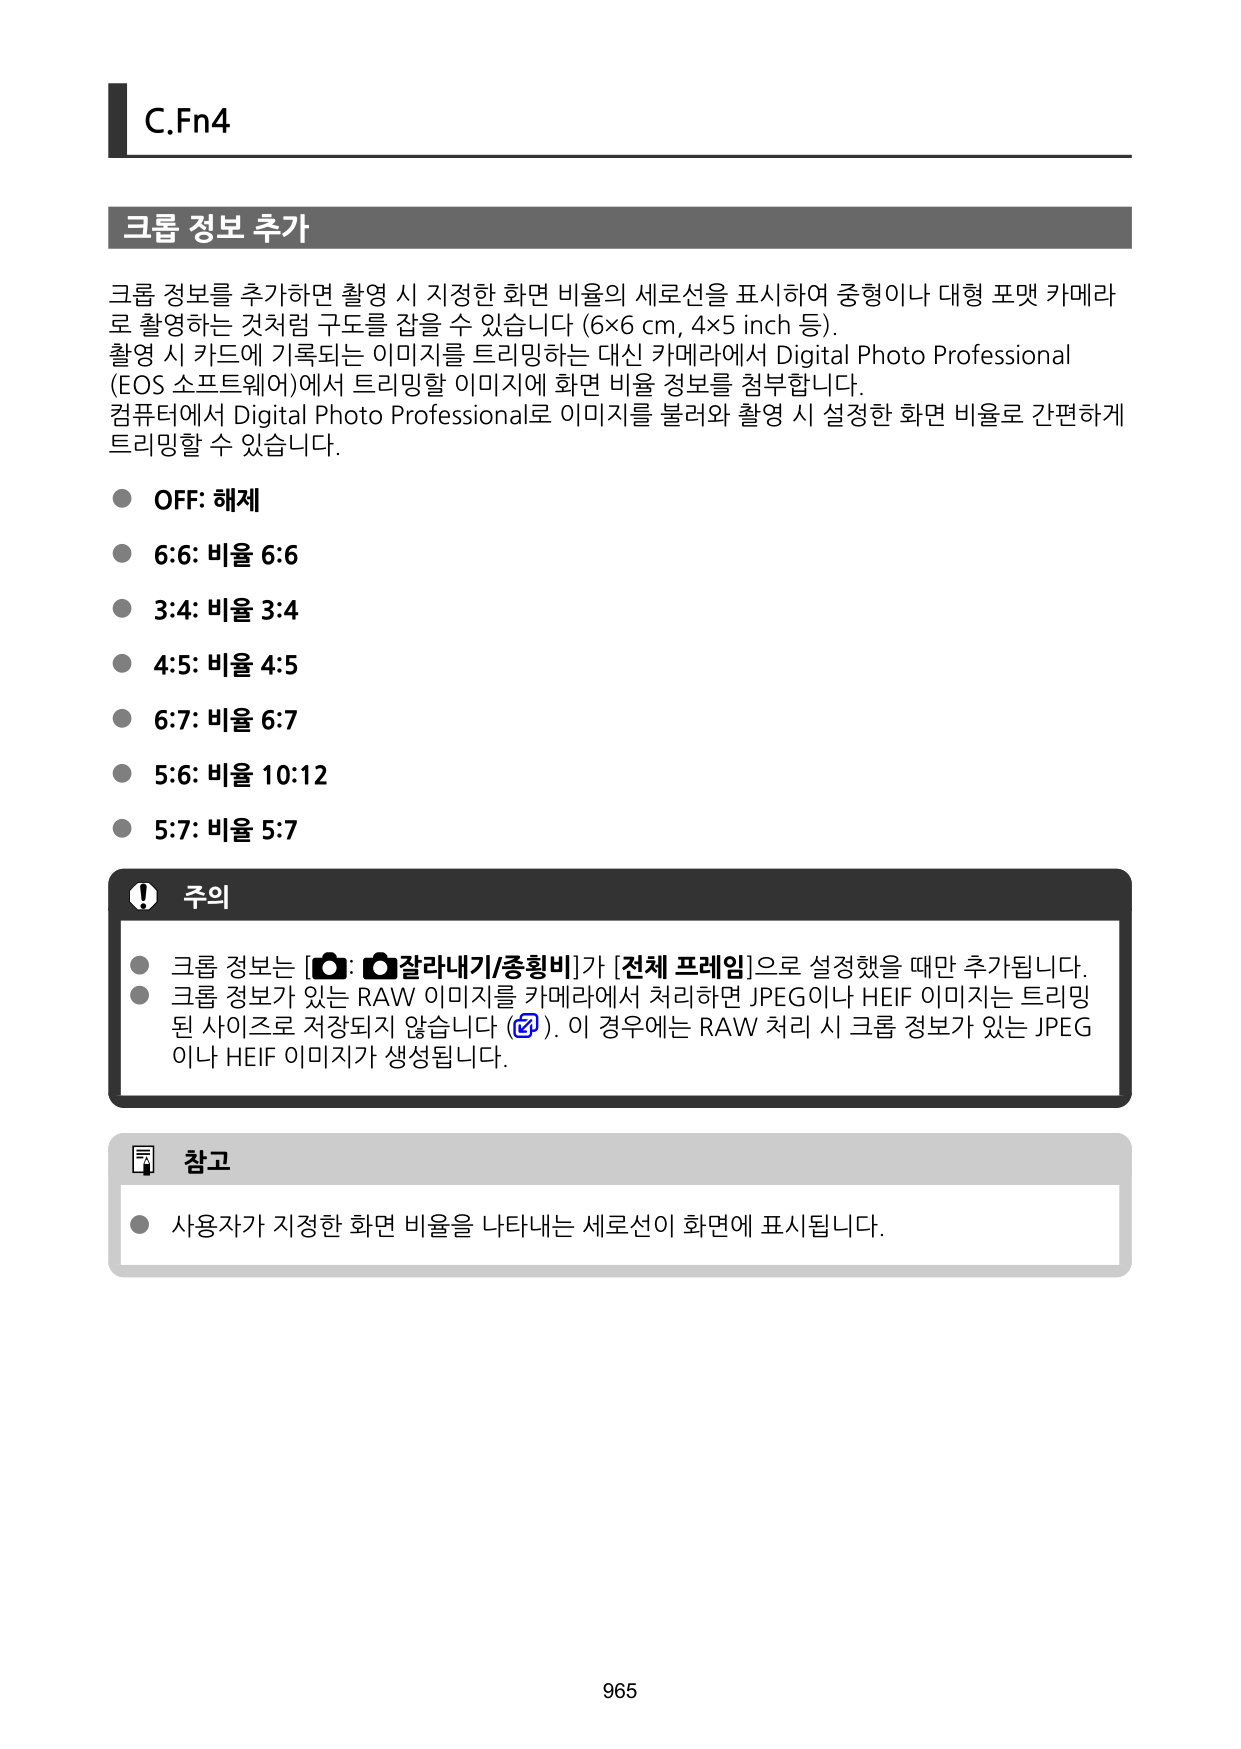 C.Fn4
크롭 정보 추가
크롭 정보를 추가하면 촬영 시 지정한 화면 비율의 세로선을 표시하여 중형이나 대형 포맷 카메라
로 촬영하는 것처럼 구도를 잡을 수 있습니다 (6×6 cm, 4×5 inch 등).
촬영 시 카드에 기록되는 이미지를 트리밍하는 대신 카메라에서 Digital Photo Professional
(EOS 소프트웨어)에서 트리밍할 이미지에 화면 비율 정보를 첨부합니다.
컴퓨터에서 Digital Photo Professional로 이미지를 불러와 촬영 시 설정한 화면 비율로 간편하게
트리밍할 수 있습니다.
● OFF: 해제
● 6:6: 비율 6:6
● 3:4: 비율 3:4
● 4:5: 비율 4:5
● 6:7: 비율 6:7
● 5:6: 비율 10:12
● 5:7: 비율 5:7
주의
● 크롭 정보는 [: 잘라내기/종횡비]가 [전체 프레임]으로 설정했을 때만 추가됩니다.
● 크롭 정보가 있는 RAW 이미지를 카메라에서 처리하면 JPEG이나 HEIF 이미지는 트리밍
된 사이즈로 저장되지 않습니다 (). 이 경우에는 RAW 처리 시 크롭 정보가 있는 JPEG
이나 HEIF 이미지가 생성됩니다.
참고
● 사용자가 지정한 화면 비율을 나타내는 세로선이 화면에 표시됩니다.
965